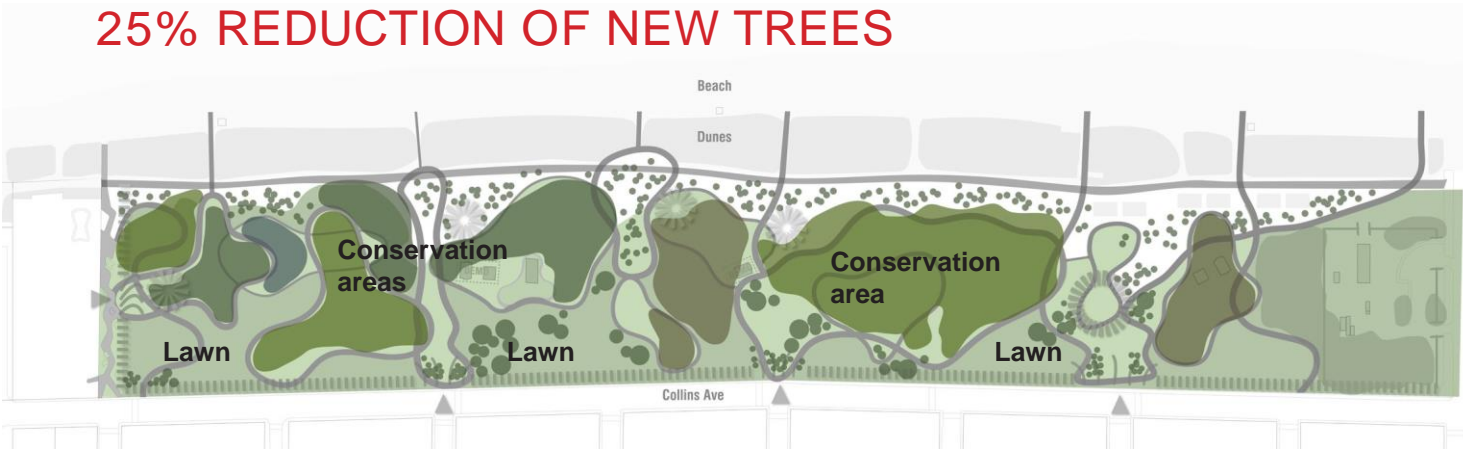 25% REDUCTION OF NEW TREES
Beach
Dunes
Conservation
areas
Conservation
area
Lawn
Lawn
Lawn
Collins Ave